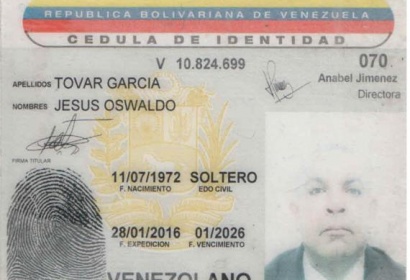 REPUBLICA BOLIVARIANA DE VENEZUELA
CEDULA DE IDENTIDAD
V 10.824.699
070
Anabel Jimenez
Directora
APELLIDOS TOVAR GARCIA
NOMBRES JESUS OSWALDO
FIRMA TITULAR
11/07/1972 SOLTERO
F. NACIMIENTO EDO CIVIL
28/01/2016 01/2026
F. EXPEDICION F. VENCIMIENTO
VENEZOLANO